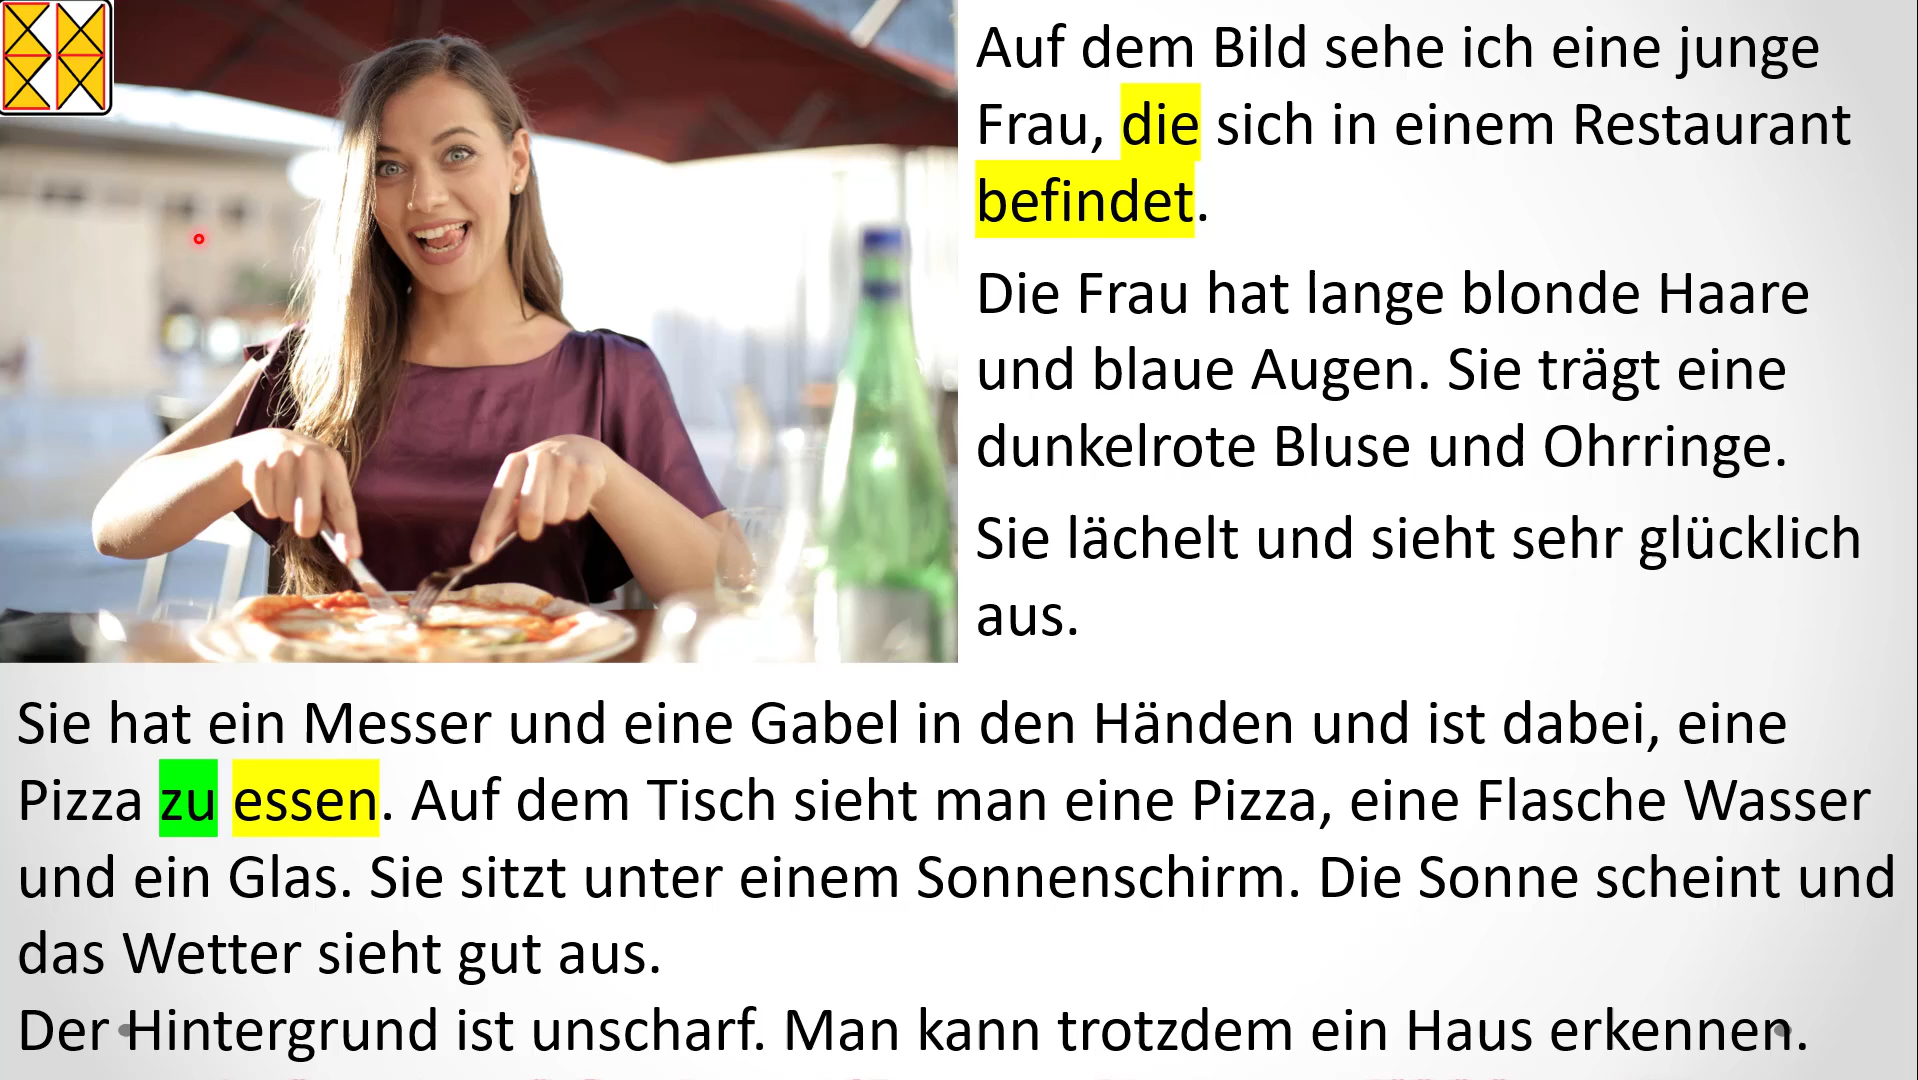 Auf dem Bild sehe ich eine junge
Frau, die sich in einem Restaurant
befindet.
Die Frau hat lange blonde Haare
und blaue Augen. Sie trägt eine
dunkelrote Bluse und Ohrringe.
Sie lächelt und sieht sehr glücklich
aus.
Sie hat ein Messer und eine Gabel in den Händen und ist dabei, eine
Pizza zu essen. Auf dem Tisch sieht man eine Pizza, eine Flasche Wasser
und ein Glas. Sie sitzt unter einem Sonnenschirm. Die Sonne scheint und
das Wetter sieht gut aus.
Der Hintergrund ist unscharf. Man kann trotzdem ein Haus erkennen.